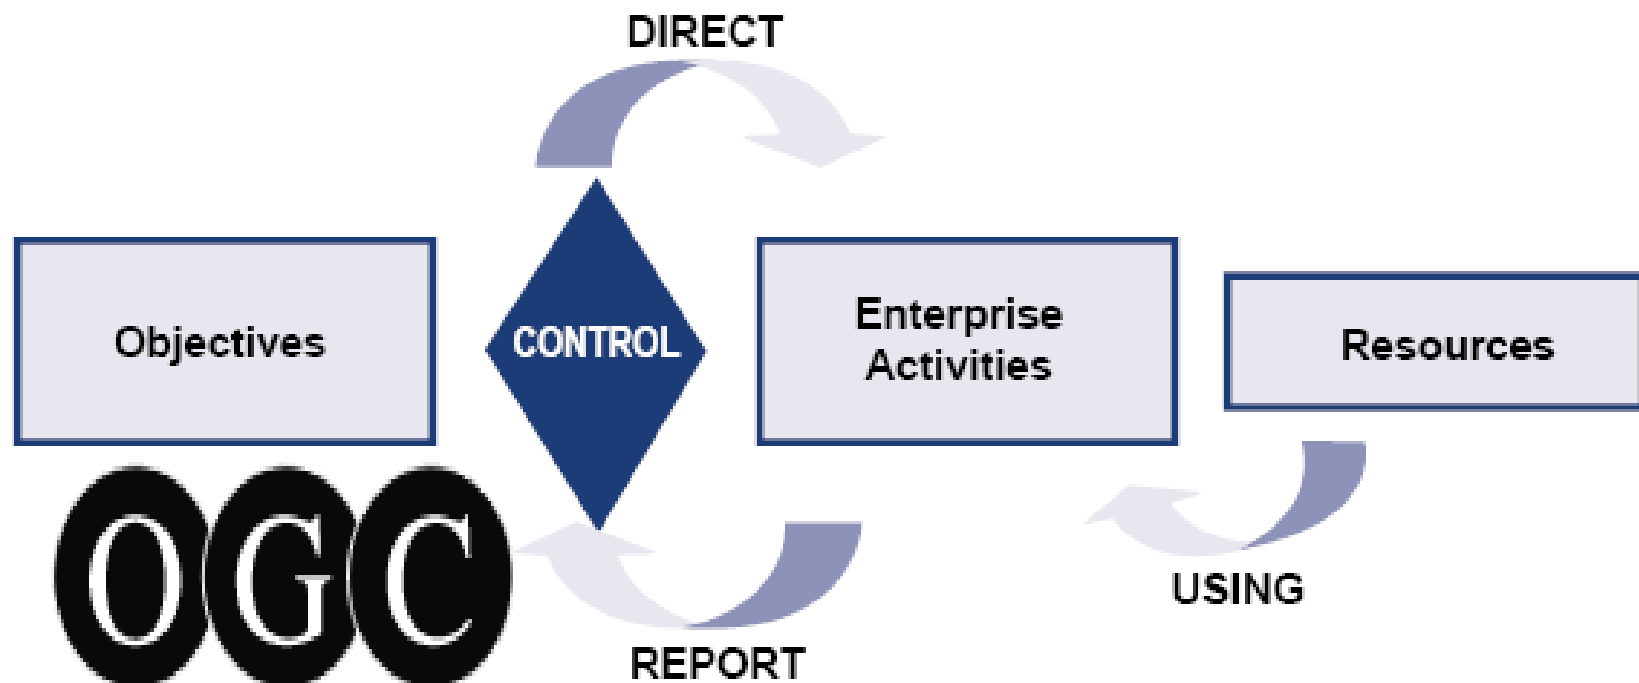 DIRECT
Objectives
CONTROL
Enterprise
Activities
Resources
OGC
USING
REPORT